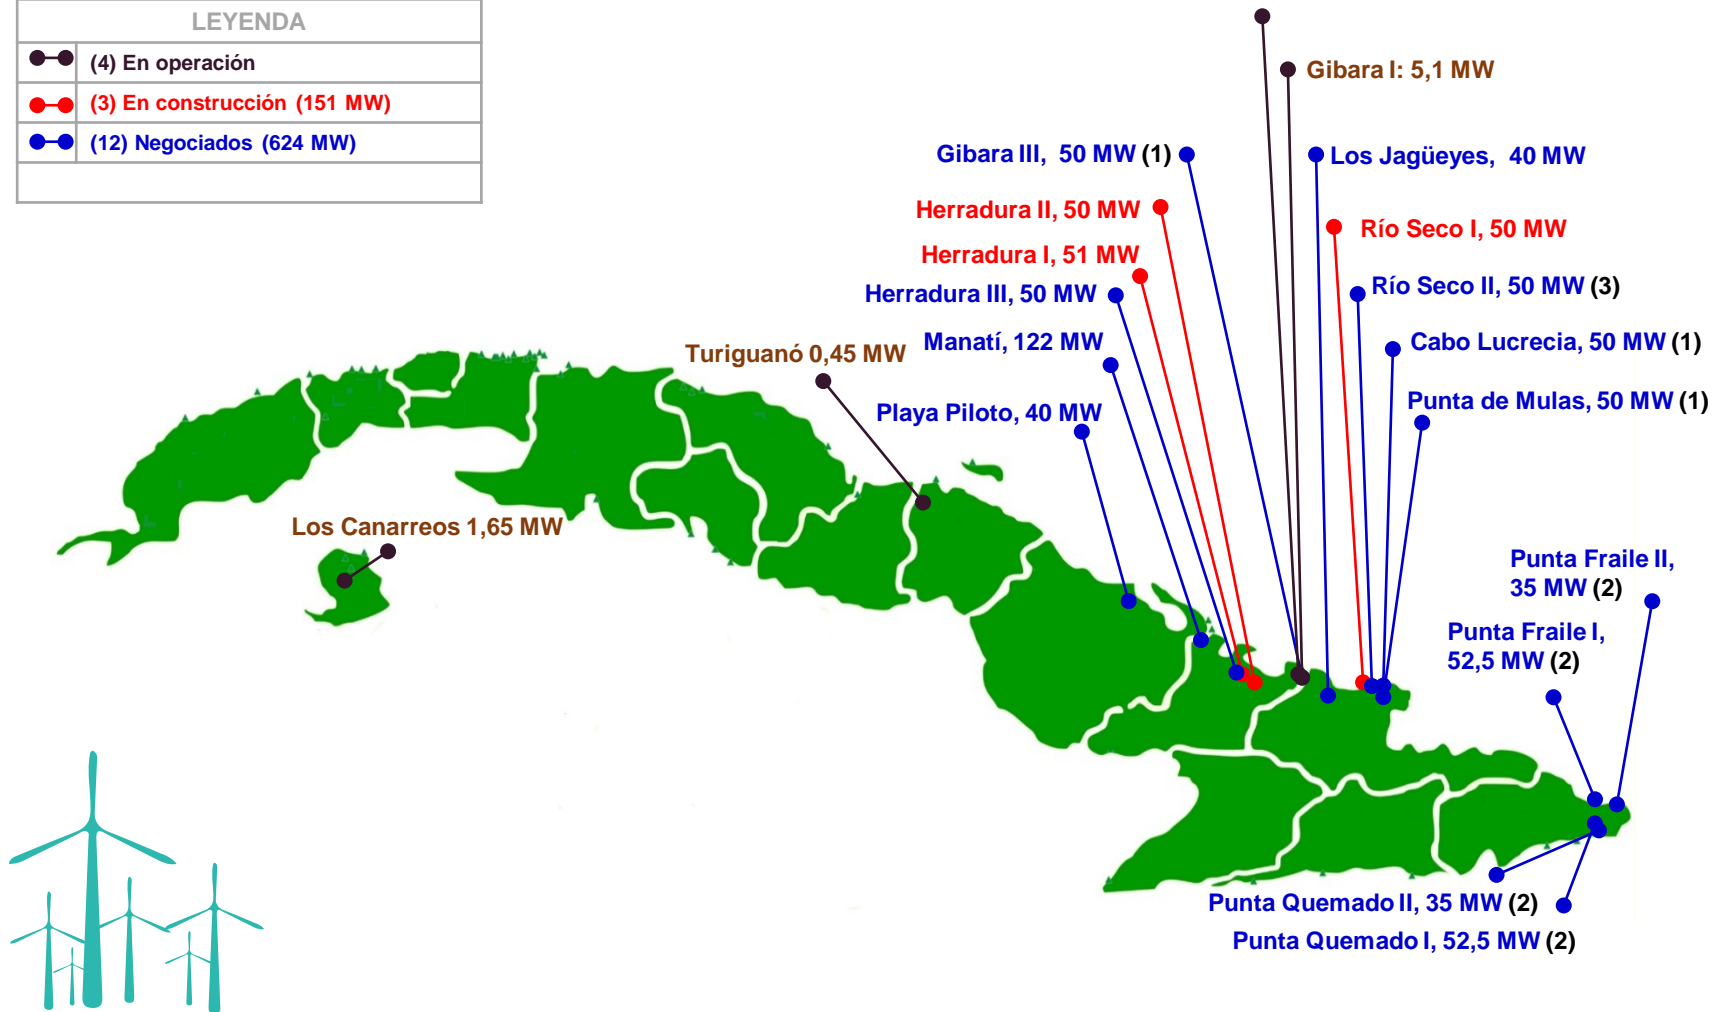 LEYENDA
(4) En operación
(3) En construcción (151 MW)
(12) Negociados (624 MW)
Gibara I: 5,1 MW
Gibara III, 50 MW (1)
Los Jagüeyes, 40 MW
Herradura II, 50 MW
Río Seco I, 50 MW
Herradura I, 51 MW
Río Seco II, 50 MW (3)
Herradura III, 50 MW
Manatí, 122 MW
Cabo Lucrecia, 50 MW (1)
Turiguanó 0,45 MW
Playa Piloto, 40 MW
Punta de Mulas, 50 MW (1)
Los Canarreos 1,65 MW
Punta Fraile II,
35 MW (2)
Punta Fraile I,
52,5 MW (2)
Punta Quemado II, 35 MW (2)
Punta Quemado I, 52,5 MW (2)